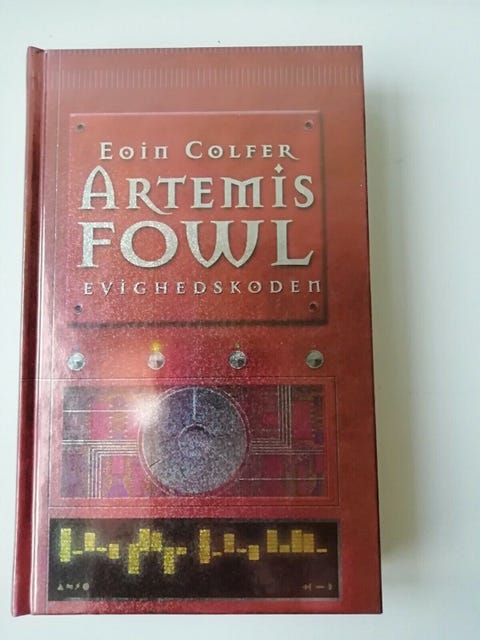 Eoin Colfer
Artemis
FOWL
EVIGHEDSKODEN